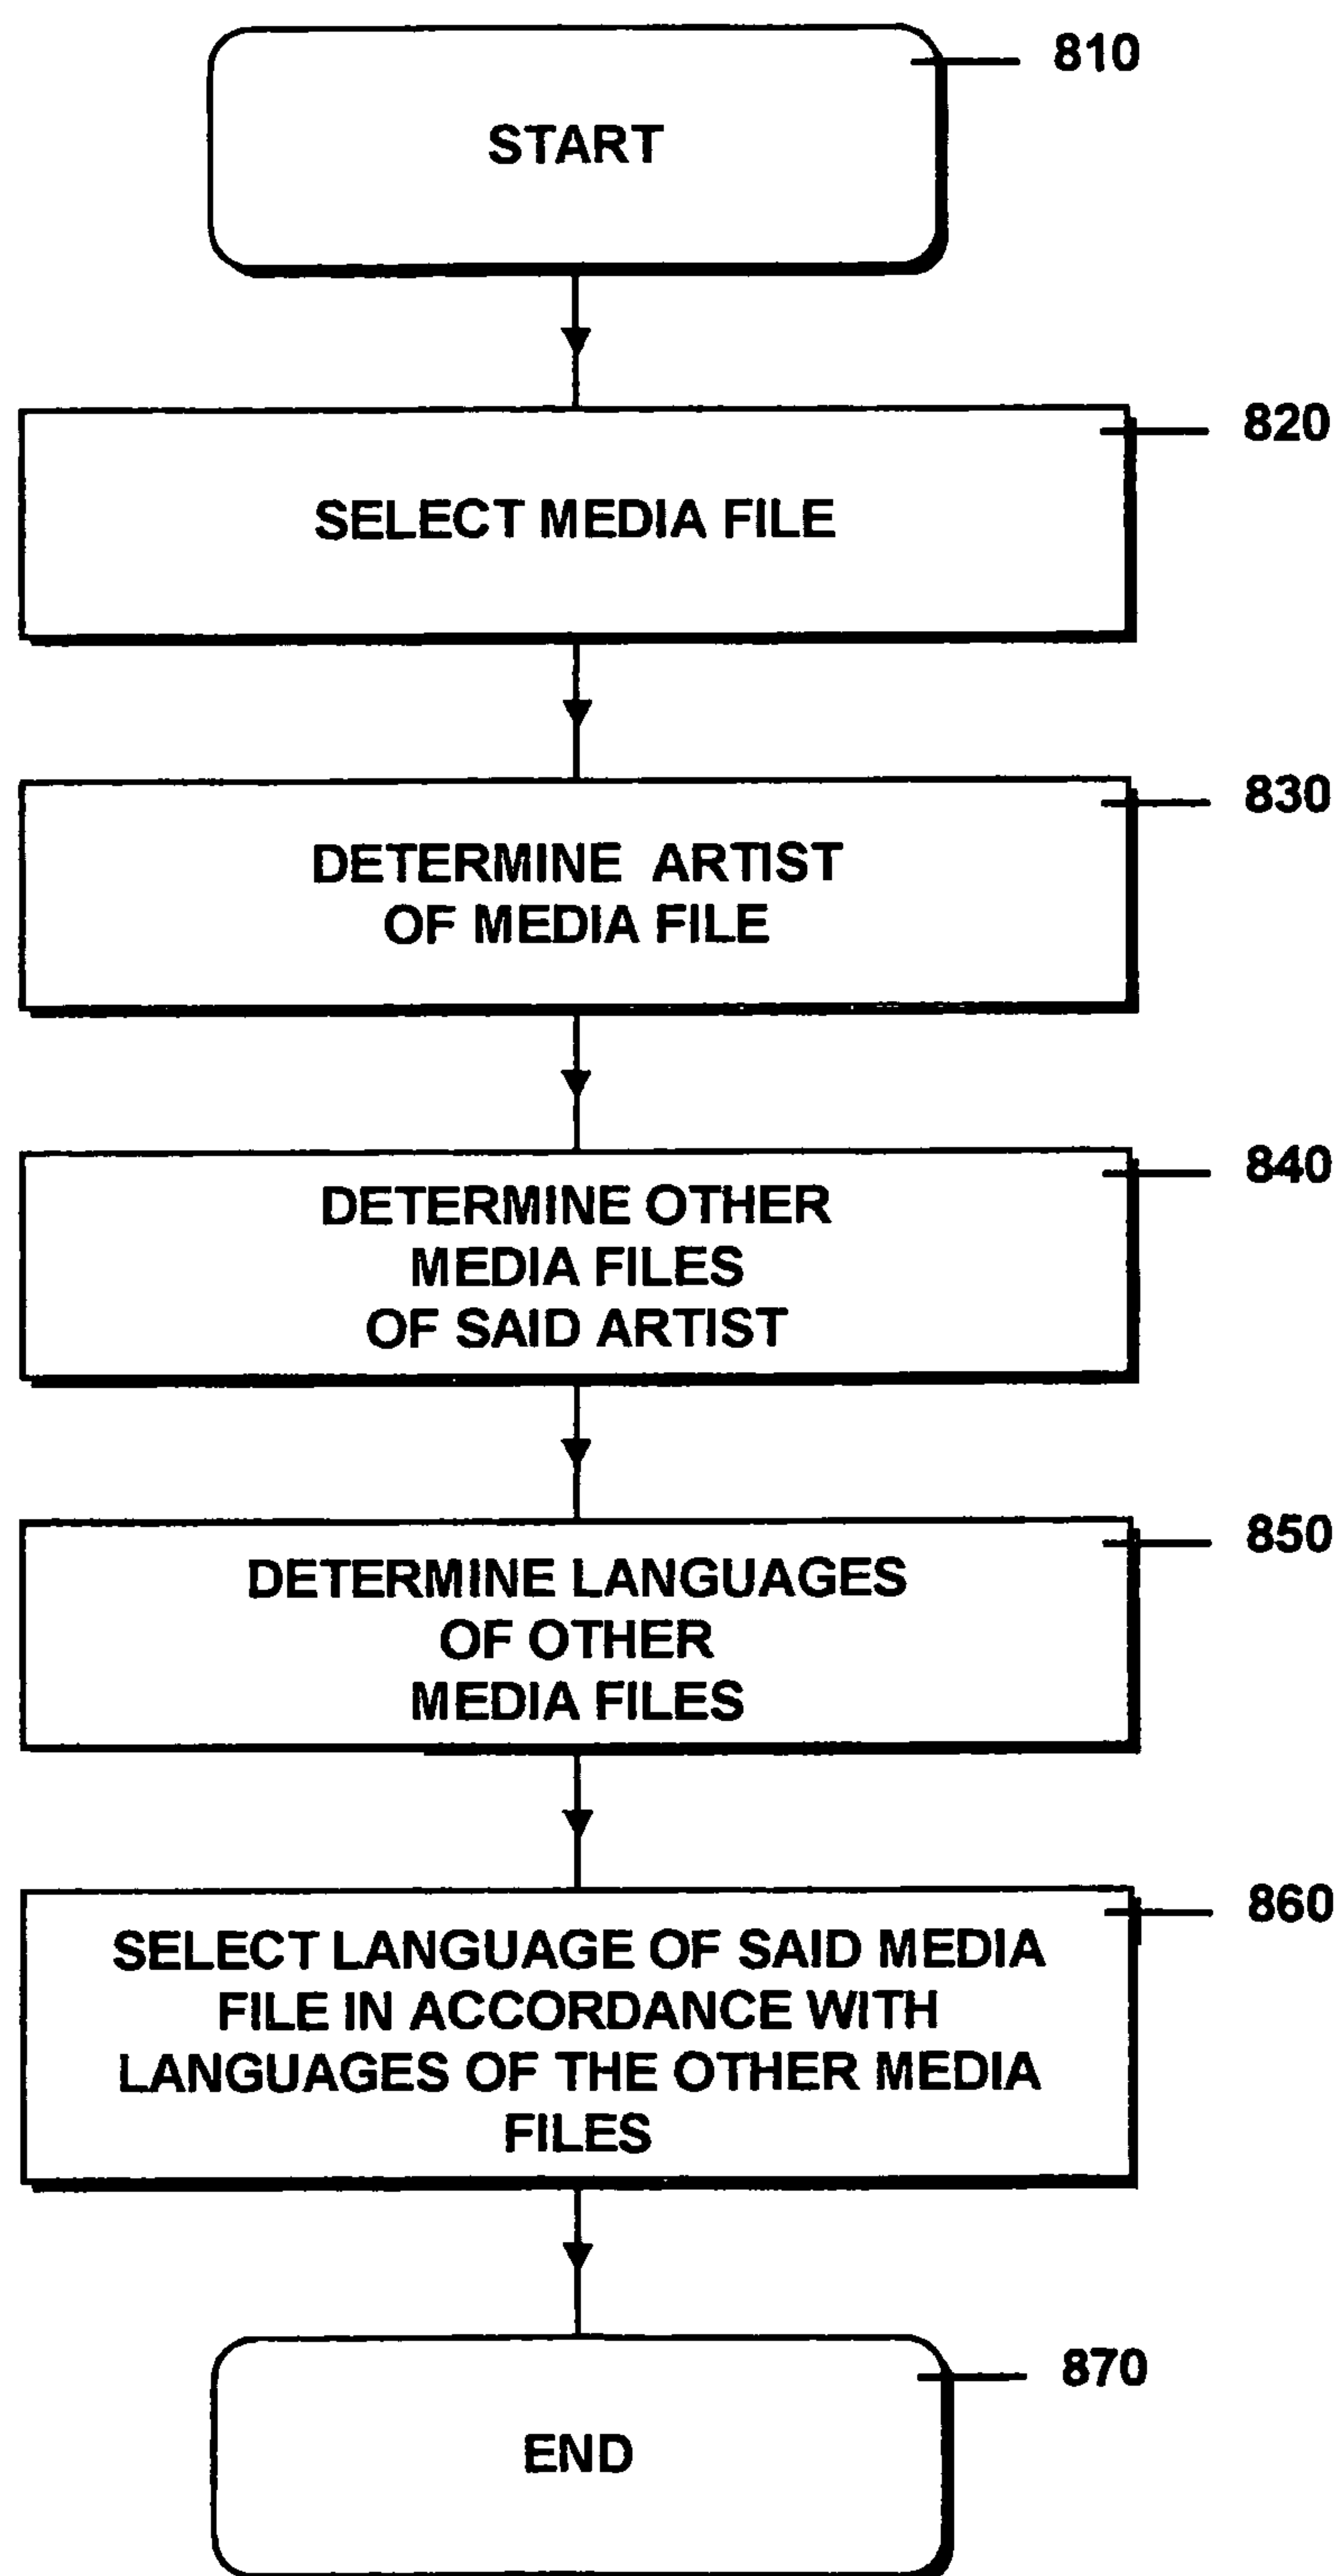 810
START
820
SELECT MEDIA FILE
830
DETERMINE ARTIST
OF MEDIA FILE
840
DETERMINE OTHER
MEDIA FILES
OF SAID ARTIST
850
DETERMINE LANGUAGES
OF OTHER
MEDIA FILES
860
SELECT LANGUAGE OF SAID MEDIA
FILE IN ACCORDANCE WITH
LANGUAGES OF THE OTHER MEDIA
FILES
870
END